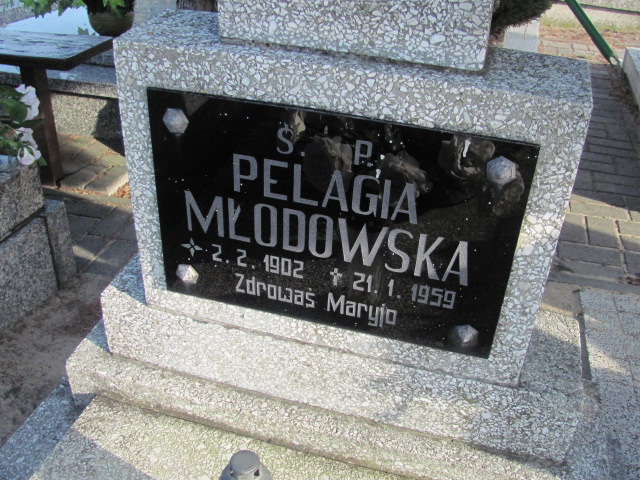 Ś. P.
PELAGIA
MŁODOWSKA
2. 2. 1902 ✝ 21. 1. 1959
Zdrowaś Maryjo